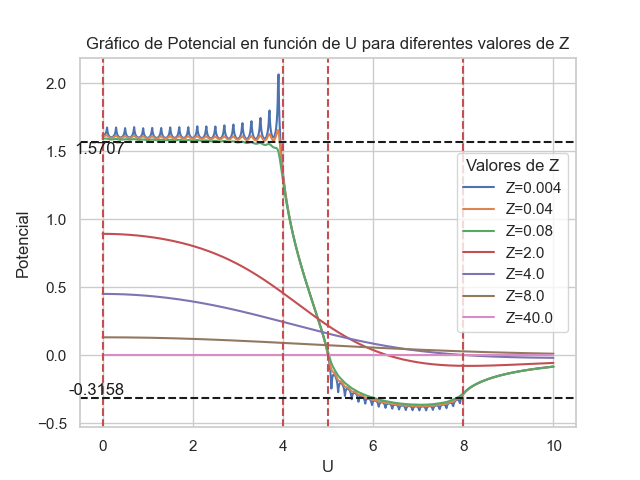 Gráfico de Potencial en función de U para diferentes valores de Z
2.0
1.5
1.0
0.5
0.0
−0.5
Potencial
1.5707
-0.3158
Valores de Z
Z=0.004
Z=0.04
Z=0.08
Z=2.0
Z=4.0
Z=8.0
Z=40.0
0 2 4 6 8 10
U